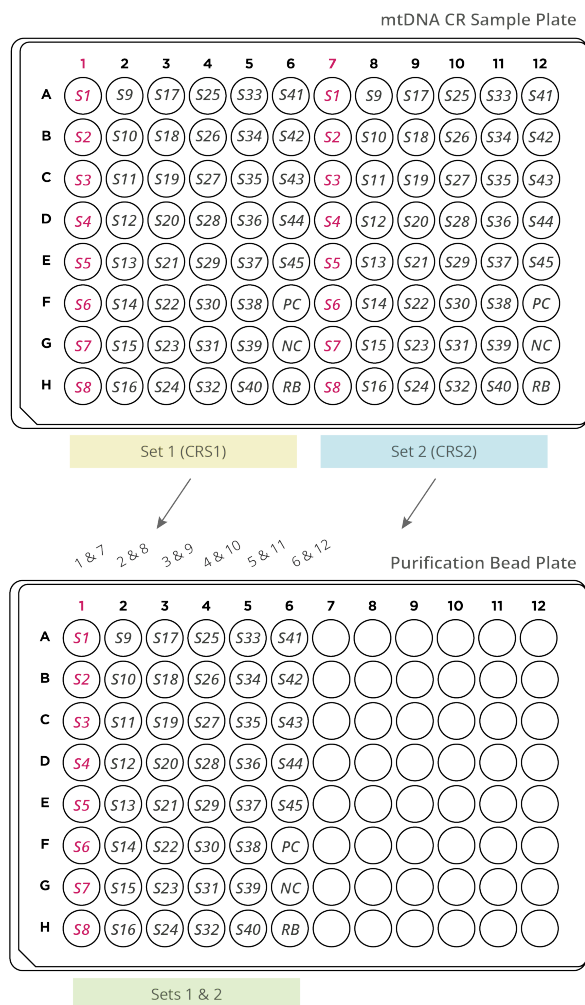 mtDNA CR Sample Plate
1 2 3 4 5 6 7 8 9 10 11 12
A S1 S9 S17 S25 S33 S41 S1 S9 S17 S25 S33 S41
B S2 S10 S18 S26 S34 S42 S2 S10 S18 S26 S34 S42
C S3 S11 S19 S27 S35 S43 S3 S11 S19 S27 S35 S43
D S4 S12 S20 S28 S36 S44 S4 S12 S20 S28 S36 S44
E S5 S13 S21 S29 S37 S45 S5 S13 S21 S29 S37 S45
F S6 S14 S22 S30 S38 PC S6 S14 S22 S30 S38 PC
G S7 S15 S23 S31 S39 NC S7 S15 S23 S31 S39 NC
H S8 S16 S24 S32 S40 RB S8 S16 S24 S32 S40 RB
Set 1 (CRS1) Set 2 (CRS2)
1 & 7 2 & 8 3 & 9 4 & 10 5 & 11 6 & 12
Purification Bead Plate
1 2 3 4 5 6 7 8 9 10 11 12
A S1 S9 S17 S25 S33 S41
B S2 S10 S18 S26 S34 S42
C S3 S11 S19 S27 S35 S43
D S4 S12 S20 S28 S36 S44
E S5 S13 S21 S29 S37 S45
F S6 S14 S22 S30 S38 PC
G S7 S15 S23 S31 S39 NC
H S8 S16 S24 S32 S40 RB
Sets 1 & 2